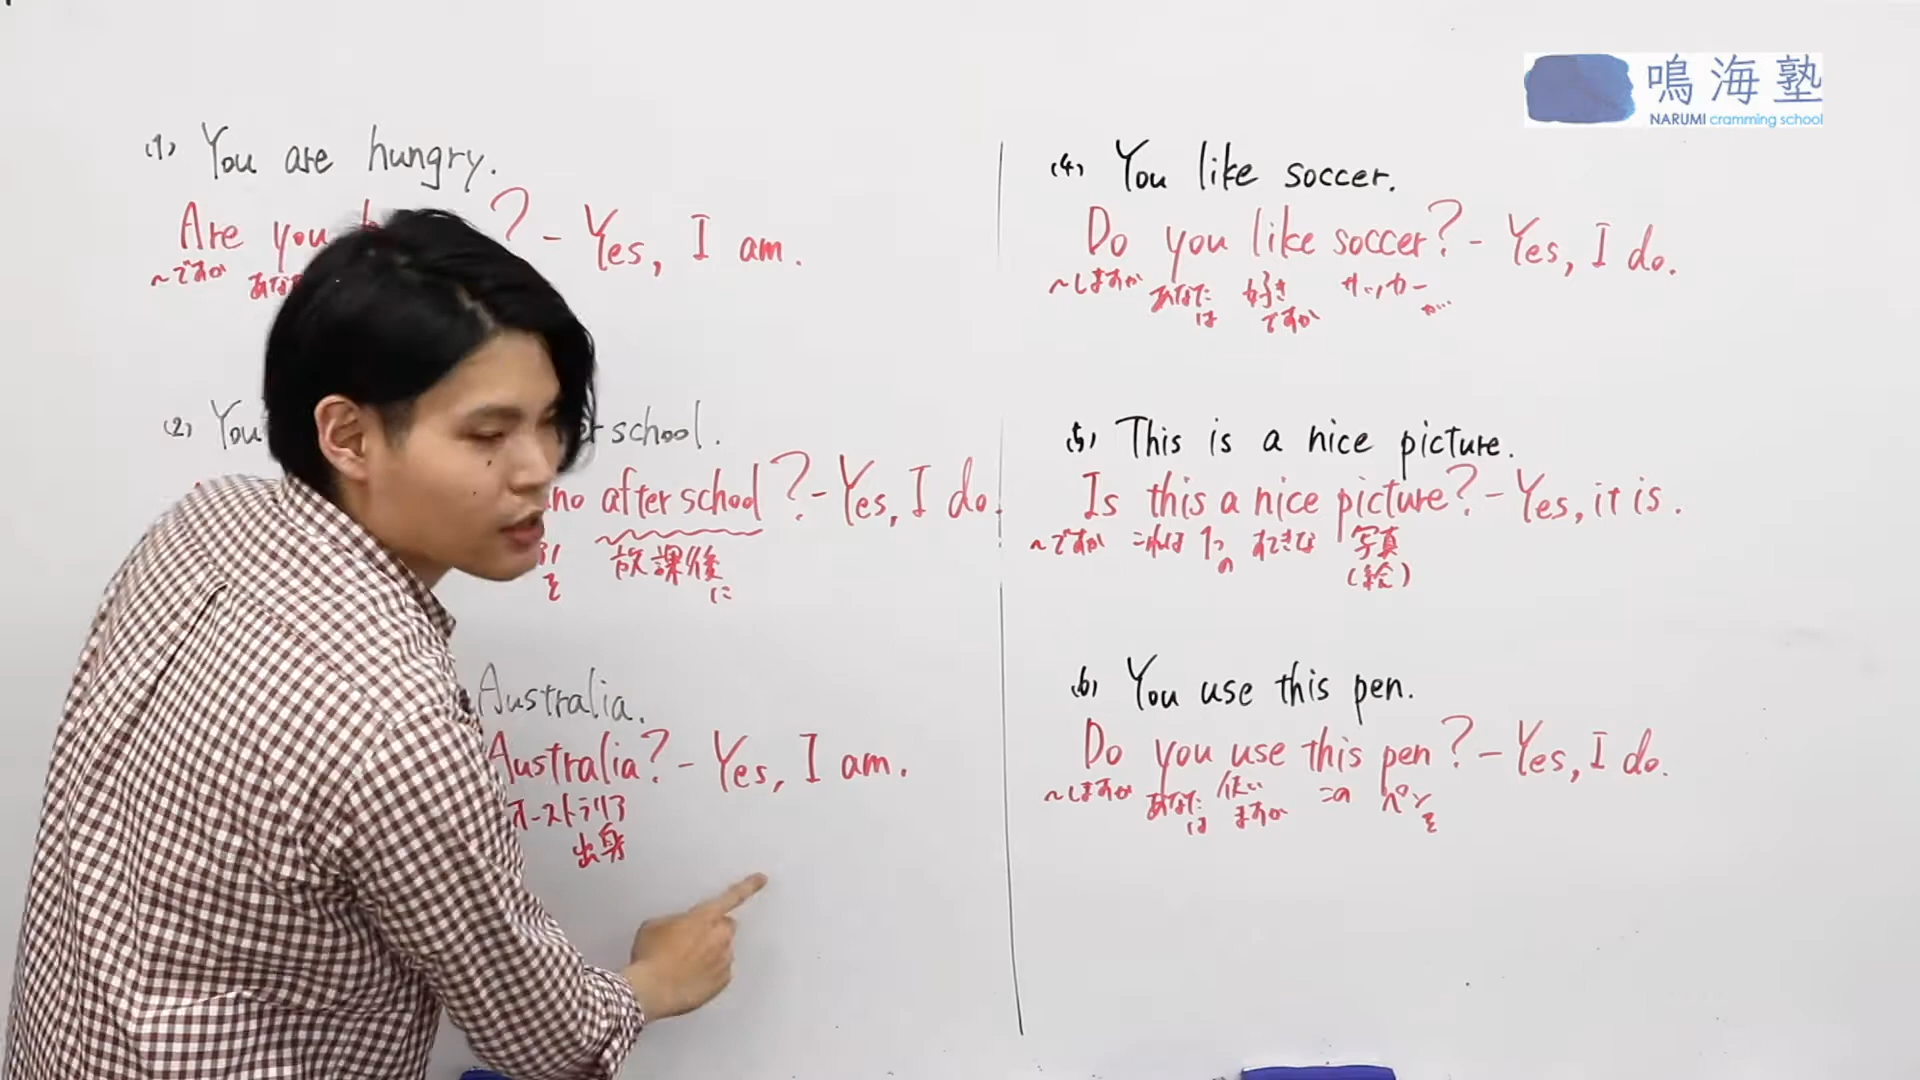 鳴海塾
NARUMI cramming school
(1) You are hungry.
Are you ? - Yes, I am.
~ですか
(2) You school.
after school? - Yes, I do.
を 放課後
に
Australia.
Australia? - Yes, I am.
オーストラリア
出身
(4) You like soccer.
Do you like soccer? - Yes, I do.
~しますか あなた 好き サッカー
は ですか が…
(5) This is a nice picture.
Is this a nice picture? - Yes, it is.
~ですか これは 1つ すてきな 写真
の (絵)
(6) You use this pen.
Do you use this pen? - Yes, I do.
~しますか あなた 使い この ペン
は ますか を